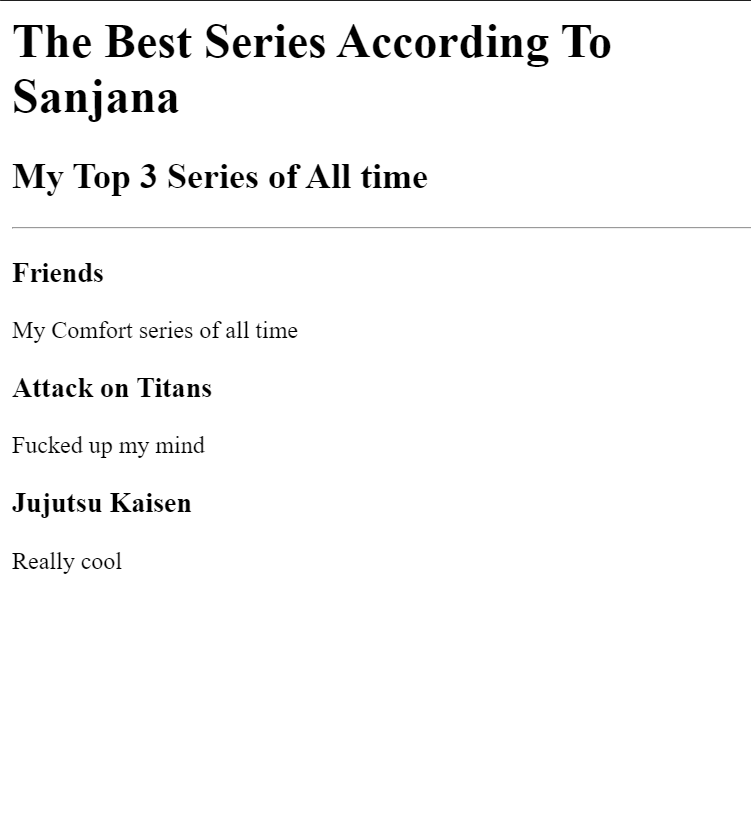 The Best Series According To
Sanjana
My Top 3 Series of All time
Friends
My Comfort series of all time
Attack on Titans
Fucked up my mind
Jujutsu Kaisen
Really cool